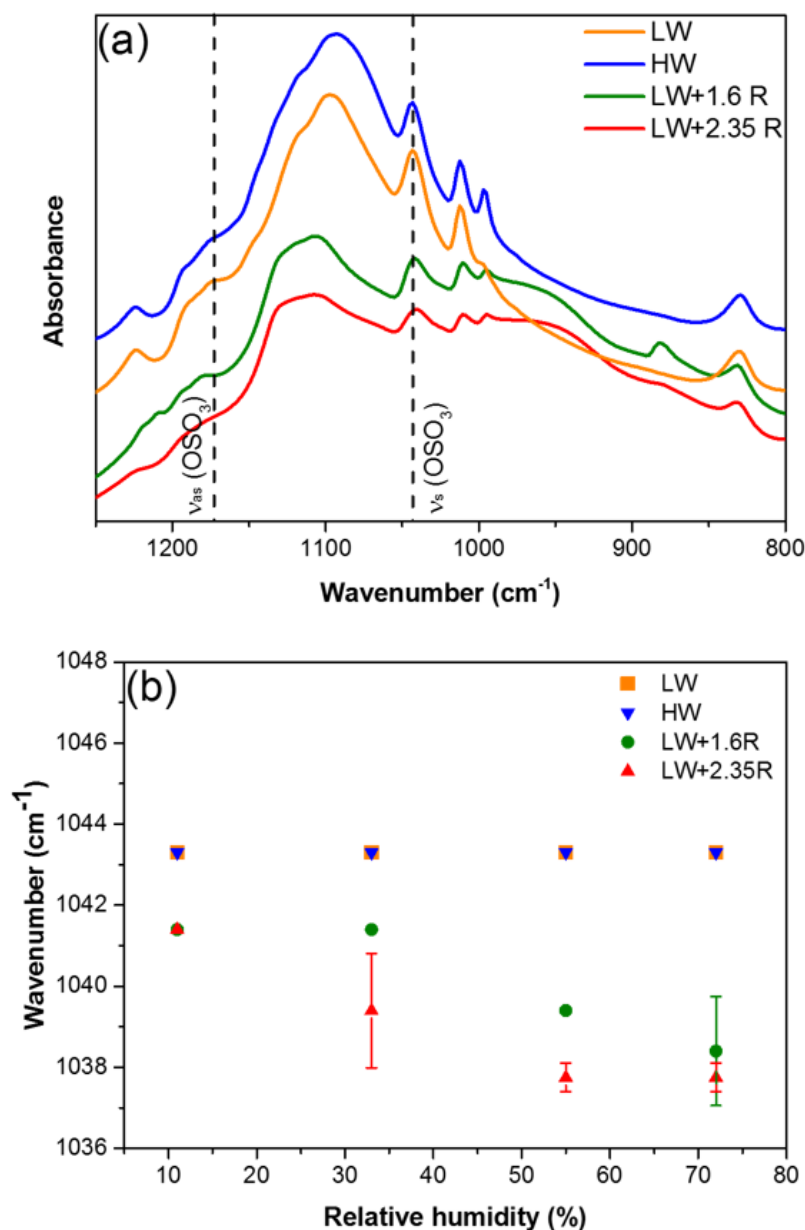 (a)
LW
HW
LW+1.6 R
LW+2.35 R
Absorbance
νas (OSO3)
νs (OSO3)
1200
1100
1000
900
800
Wavenumber (cm-1)
(b)
LW
HW
LW+1.6R
LW+2.35R
1048
1046
1044
1042
1040
1038
1036
Wavenumber (cm-1)
10
20
30
40
50
60
70
80
Relative humidity (%)